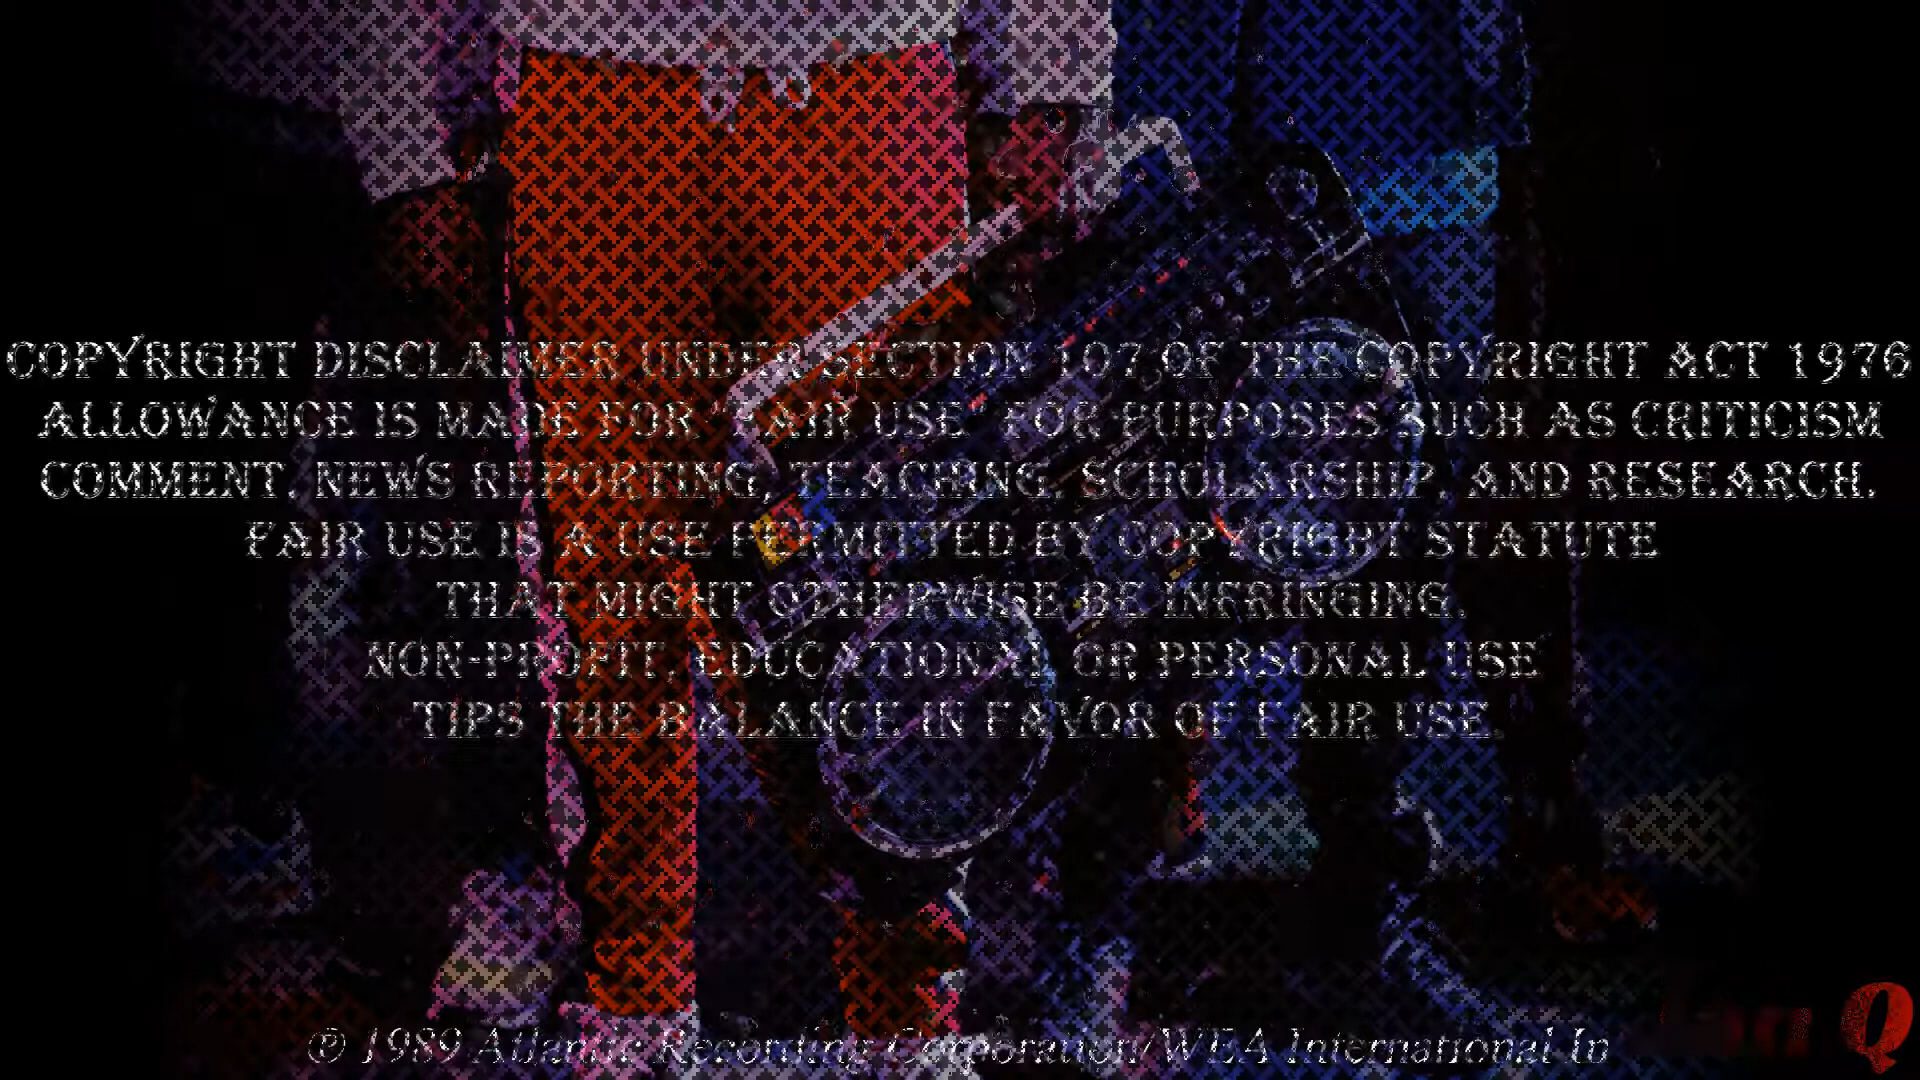 COPYRIGHT DISCLAIMER UNDER SECTION 107 OF THE COPYRIGHT ACT 1976
ALLOWANCE IS MADE FOR "FAIR USE" FOR PURPOSES SUCH AS CRITICISM
COMMENT, NEWS REPORTING, TEACHING, SCHOLARSHIP, AND RESEARCH.
FAIR USE IS A USE PERMITTED BY COPYRIGHT STATUTE
THAT MIGHT OTHERWISE BE INFRINGING.
NON-PROFIT, EDUCATIONAL OR PERSONAL USE
TIPS THE BALANCE IN FAVOR OF FAIR USE.
℗ 1989 Atlantic Recording Corporation/WEA International In
Q